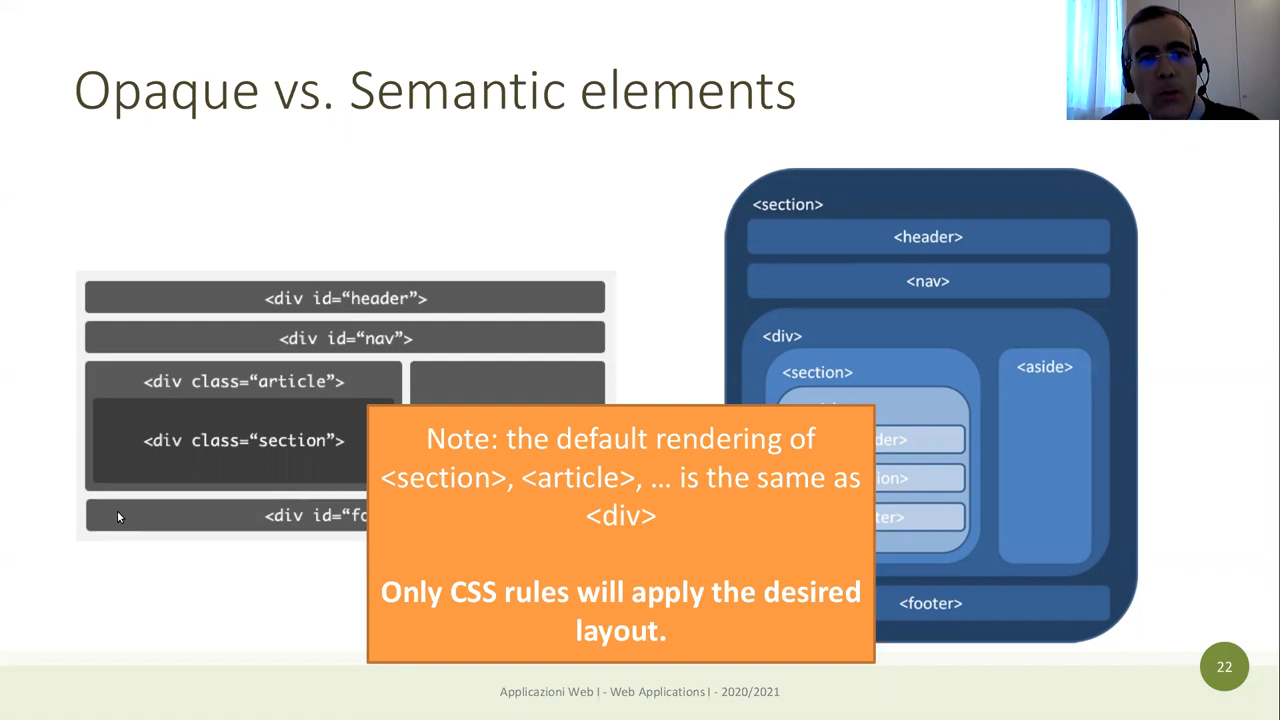 Opaque vs. Semantic elements
<div id="header">
<div id="nav">
<div class="article">
<div class="section">
<div id="fo
<section>
<header>
<nav>
<div>
<section>
<aside>
der>
ion>
ter>
<footer>
Note: the default rendering of
<section>, <article>, ... is the same as
<div>
Only CSS rules will apply the desired
layout.
Applicazioni Web I - Web Applications I - 2020/2021
22